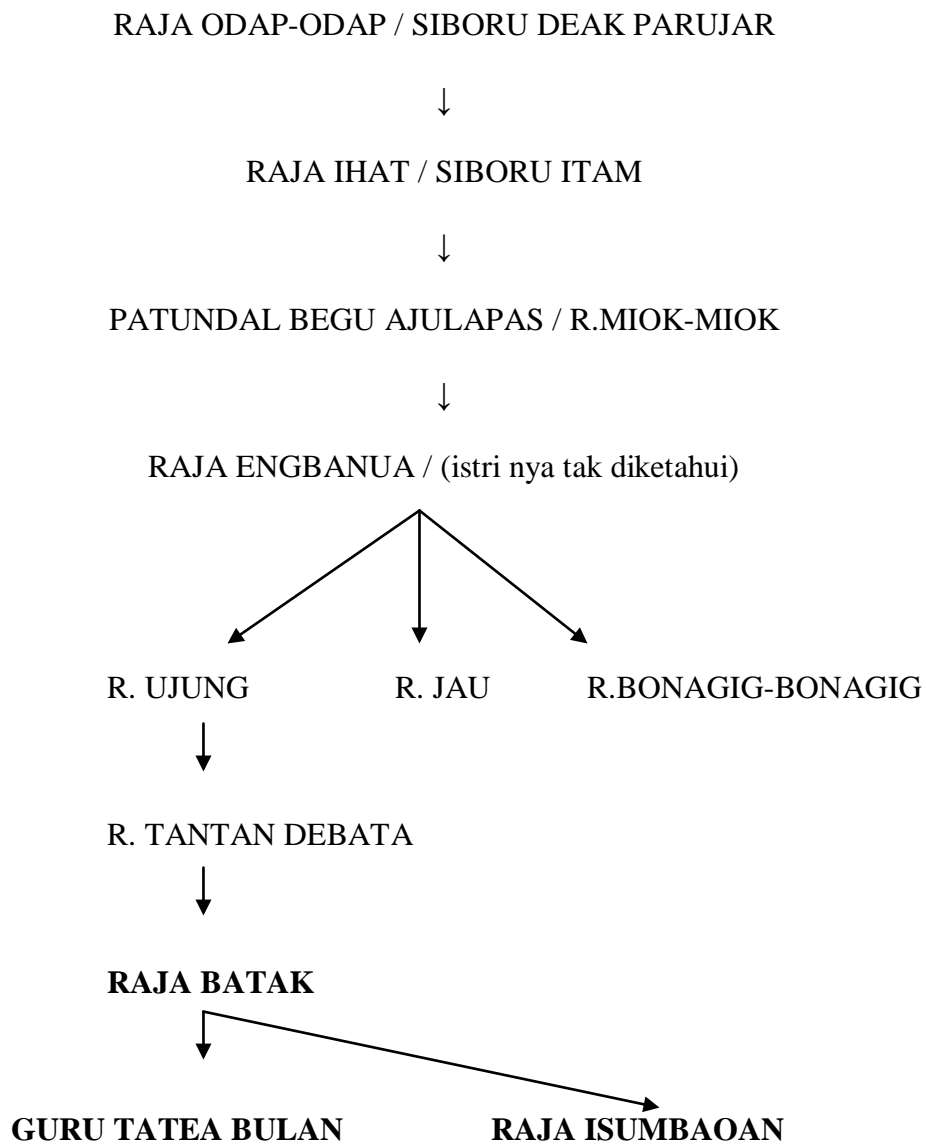 RAJA ODAP-ODAP / SIBORU DEAK PARUJAR
↓
RAJA IHAT / SIBORU ITAM
↓
PATUNDAL BEGU AJULAPAS / R.MIOK-MIOK
↓
RAJA ENGBANUA / (istri nya tak diketahui)
R. UJUNG R. JAU R.BONAGIG-BONAGIG
R. TANTAN DEBATA
RAJA BATAK
GURU TATEA BULAN RAJA ISUMBAOAN